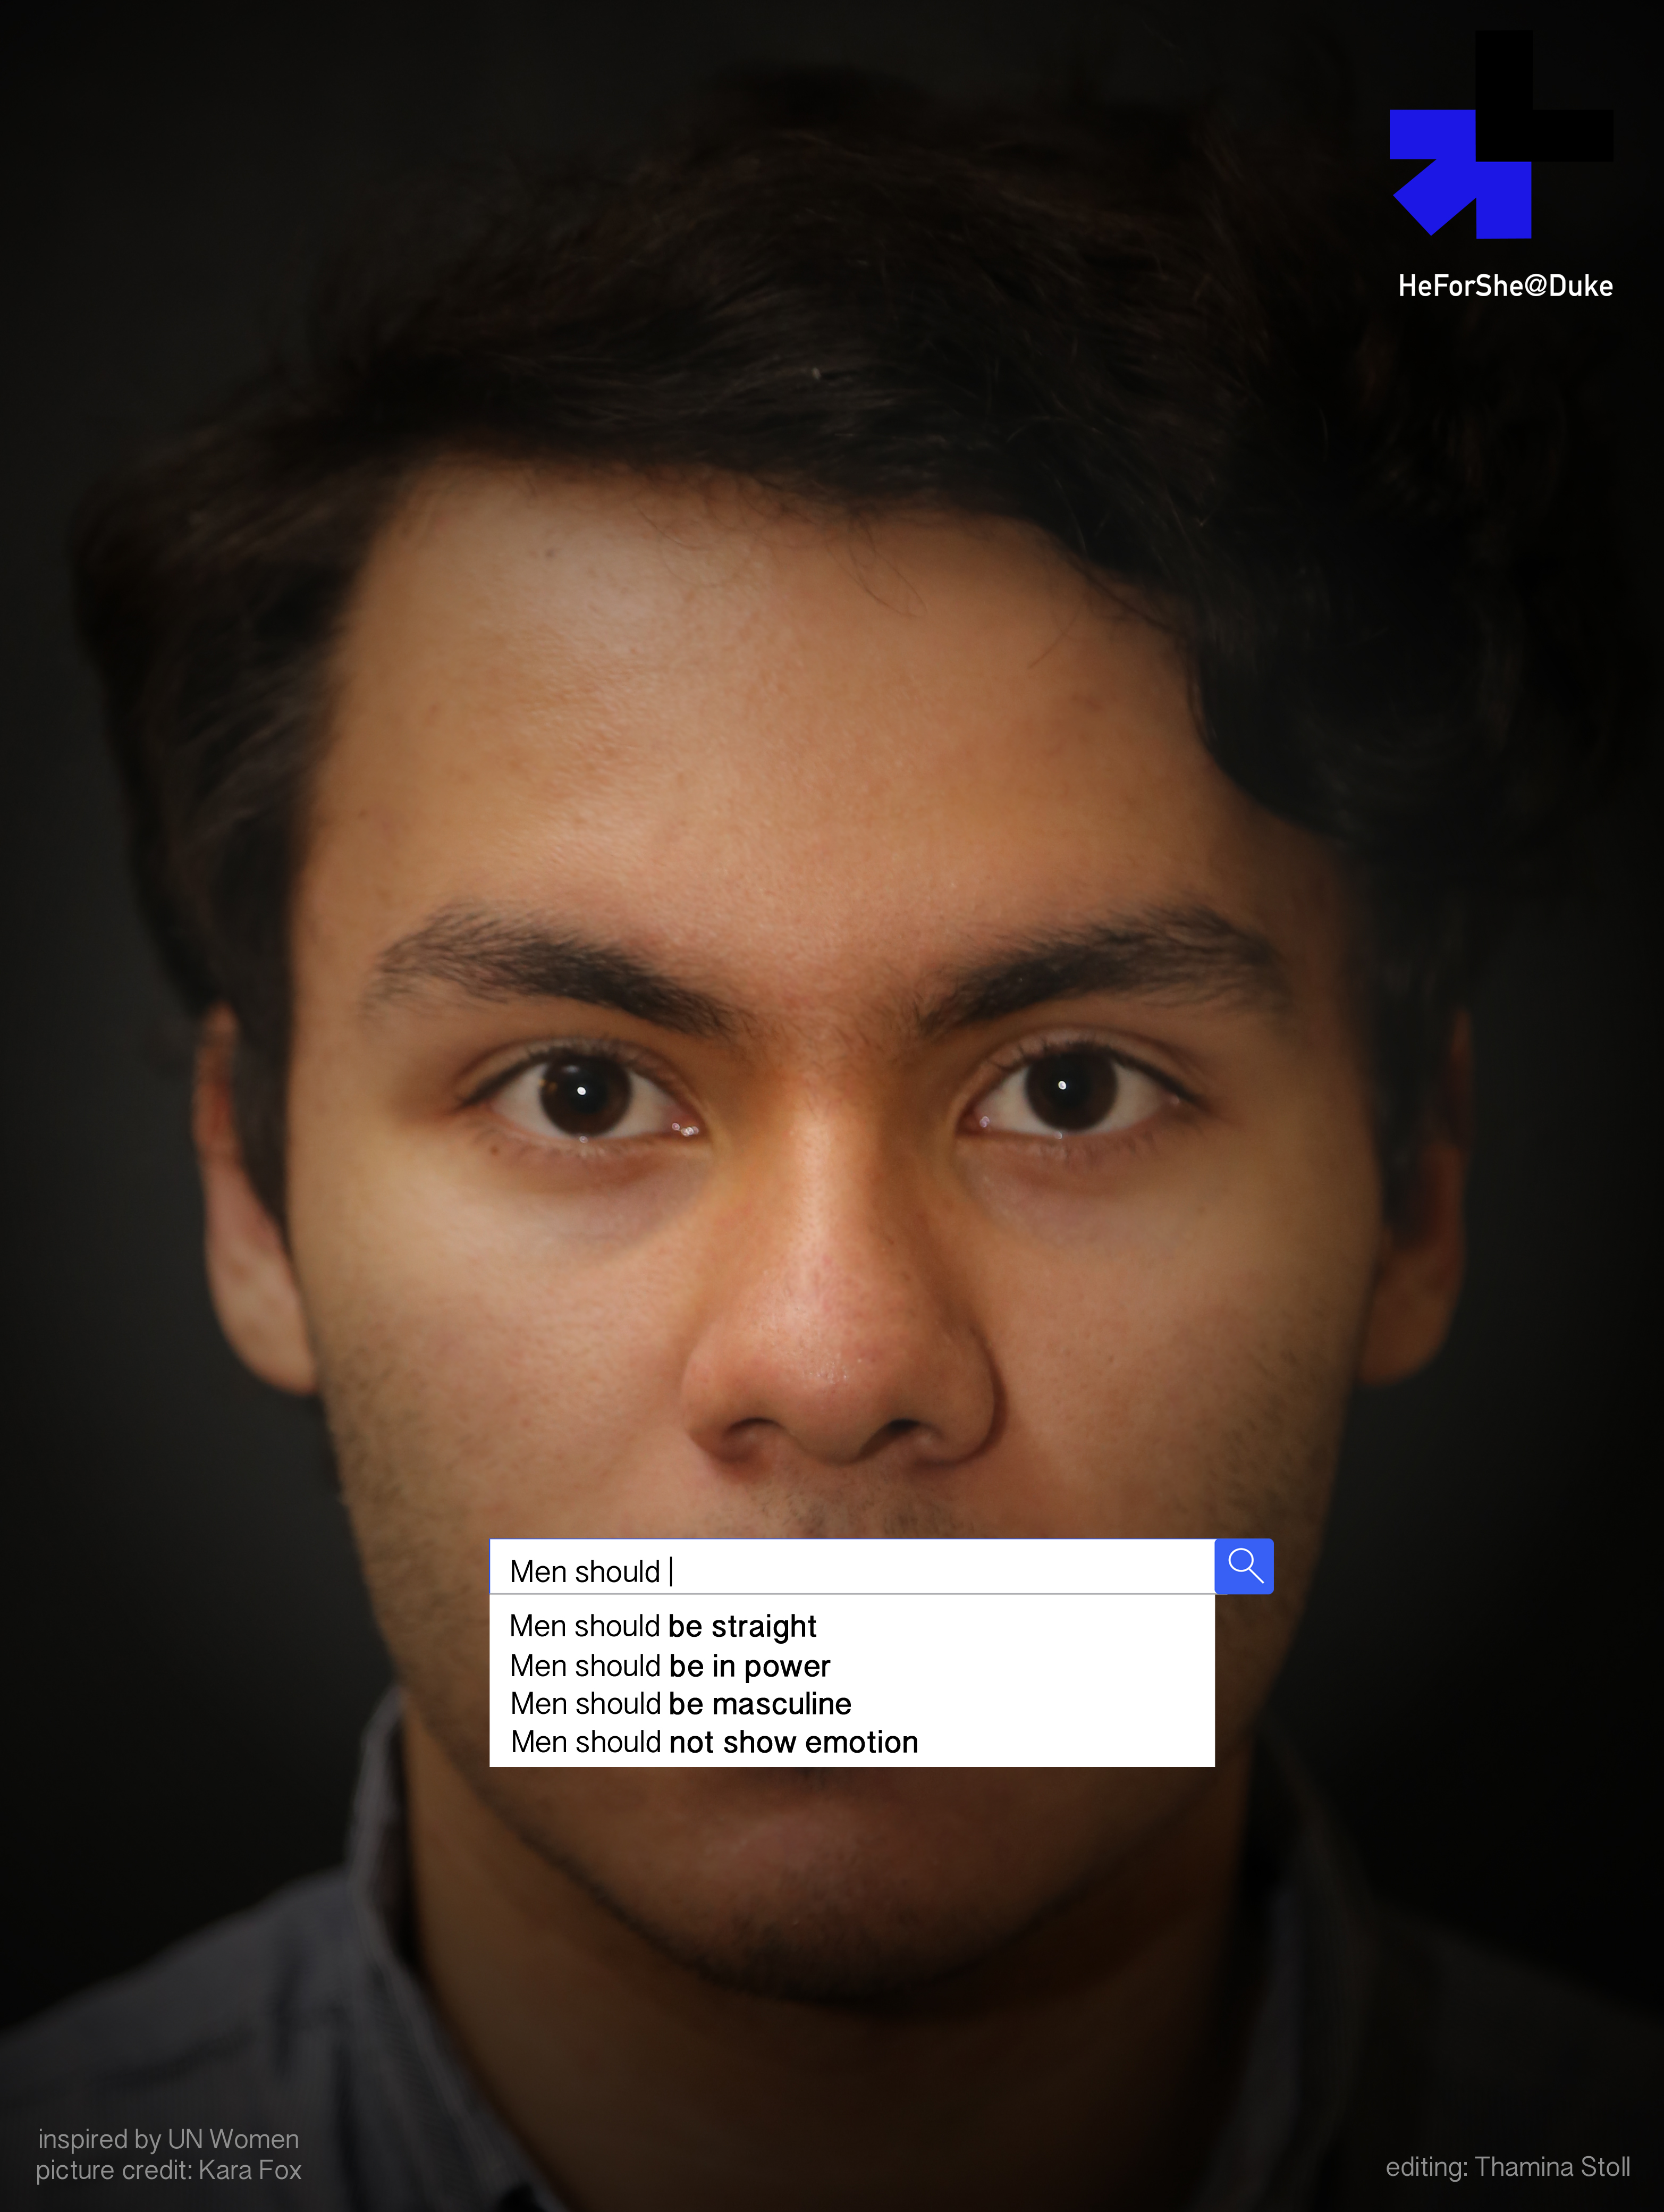 HeForShe@Duke
Men should
Men should be straight
Men should be in power
Men should be masculine
Men should not show emotion
inspired by UN Women
picture credit: Kara Fox
editing: Thamina Stoll